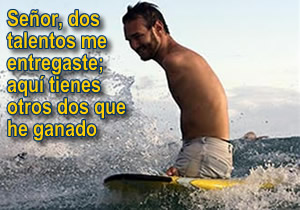 Señor, dos
talentos me
entregaste;
aquí tienes
otros dos que
he ganado